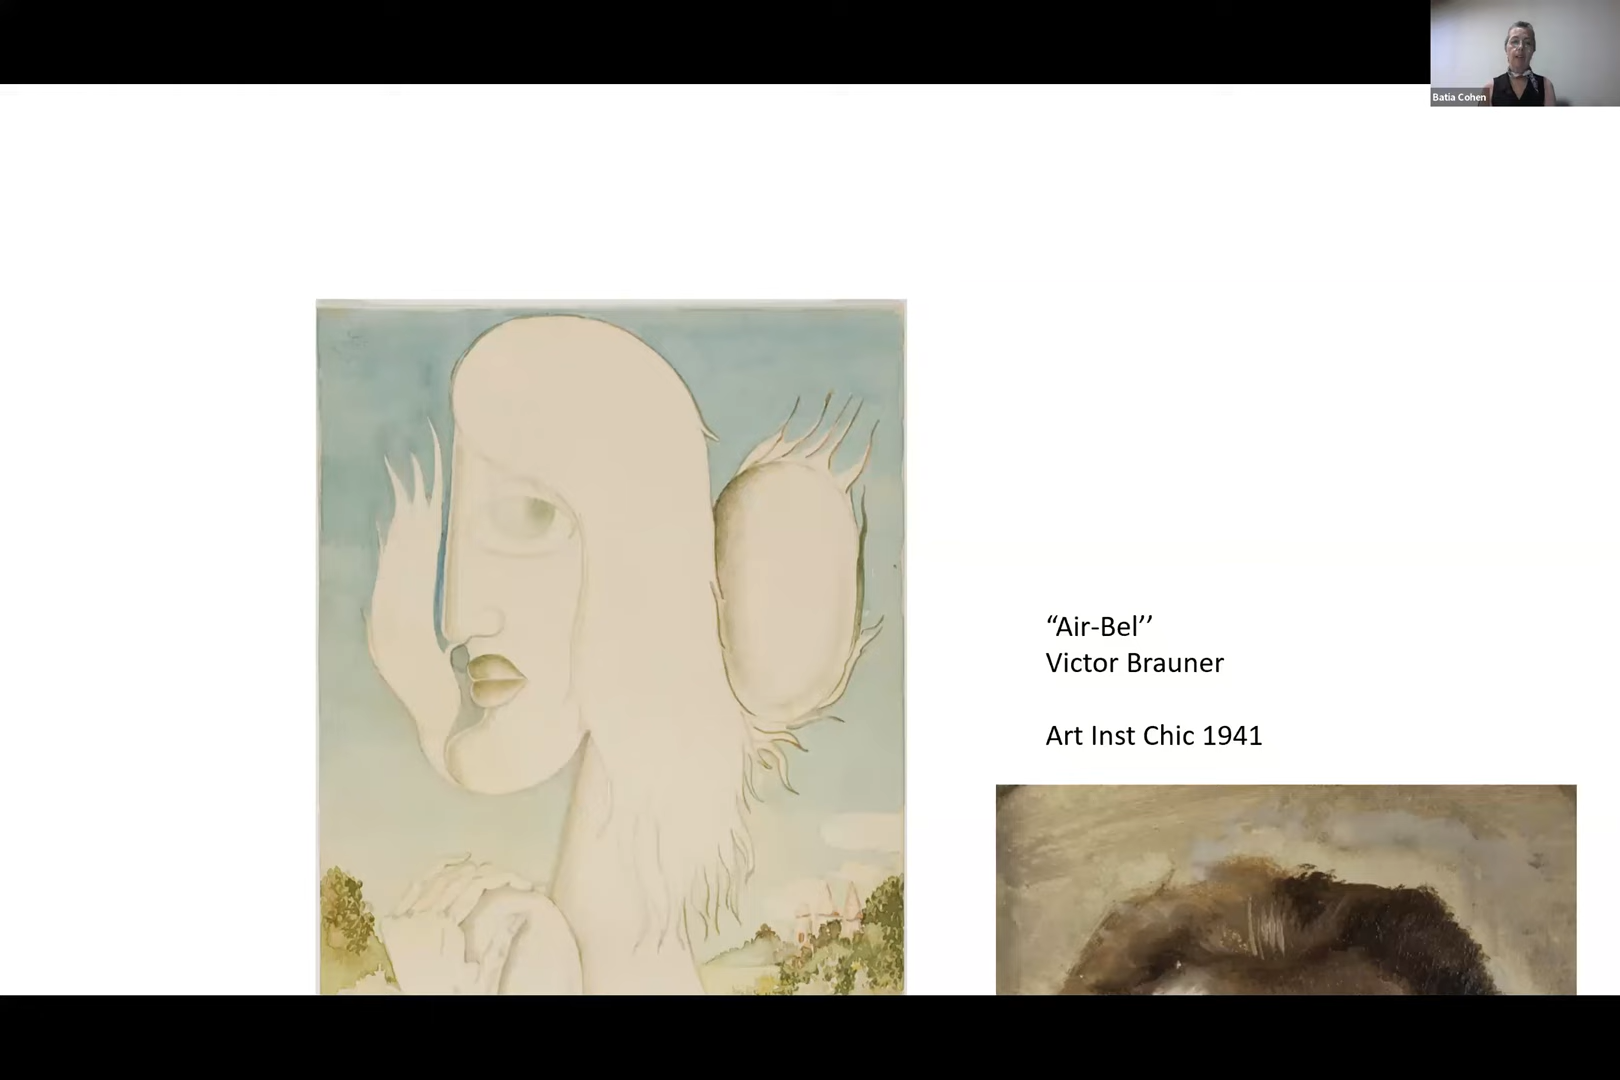 Batia Cohen
“Air-Bel’’
Victor Brauner
Art Inst Chic 1941